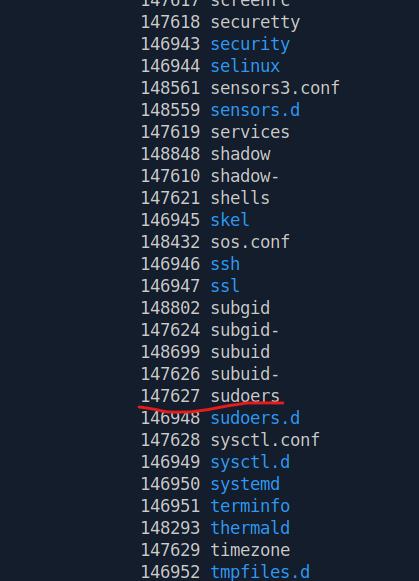 147617 screenrc
147618 securetty
146943 security
146944 selinux
148561 sensors3.conf
148559 sensors.d
147619 services
148848 shadow
147610 shadow-
147621 shells
146945 skel
148432 sos.conf
146946 ssh
146947 ssl
148802 subgid
147624 subgid-
148699 subuid
147626 subuid-
147627 sudoers
146948 sudoers.d
147628 sysctl.conf
146949 sysctl.d
146950 systemd
146951 terminfo
148293 thermald
147629 timezone
146952 tmpfiles.d